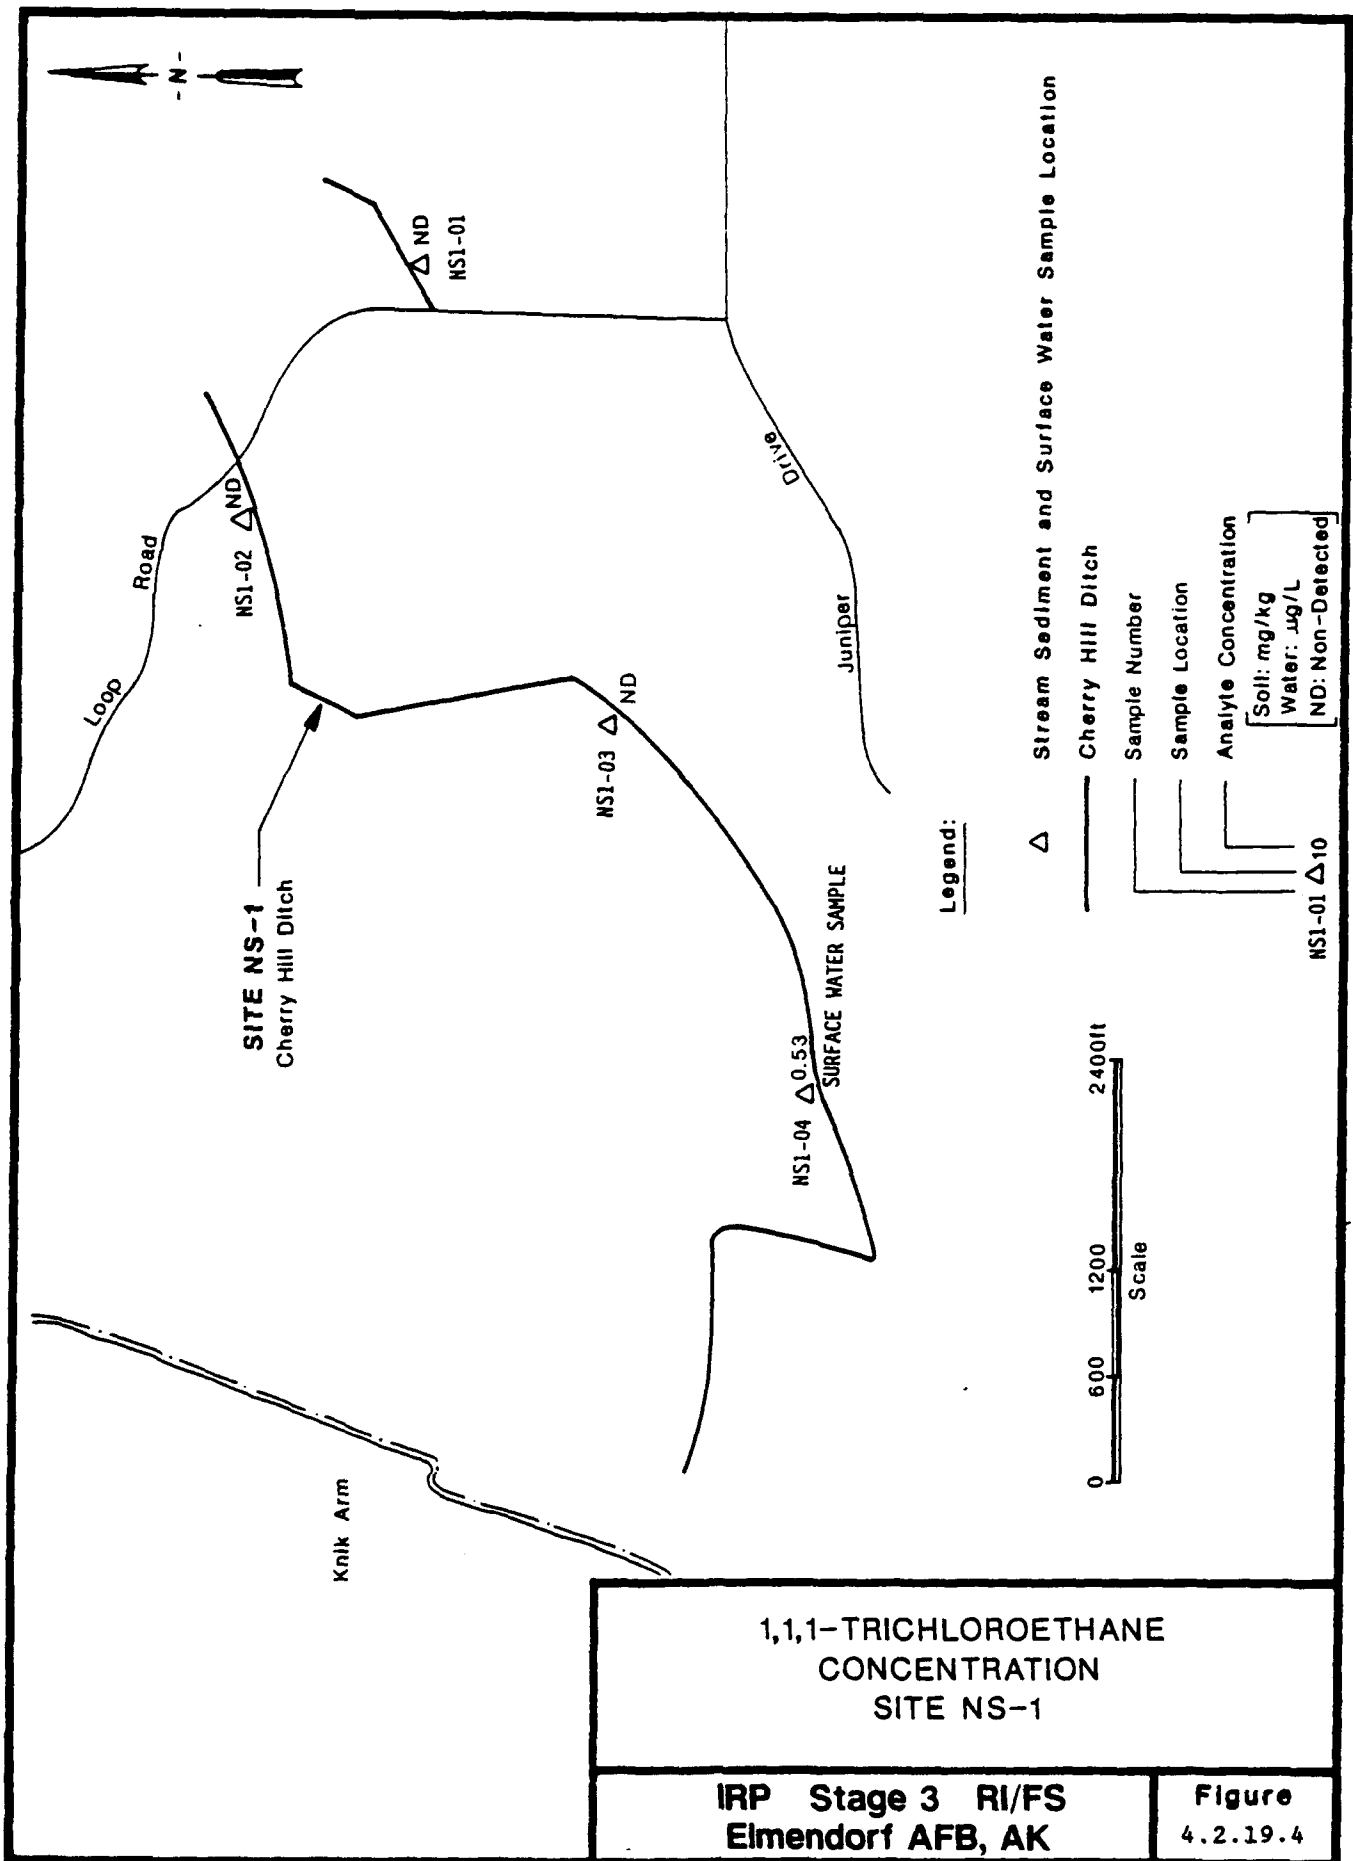 -N-
Loop Road
NS1-02 ND
ND
NS1-01
SITE NS-1
Cherry Hill Ditch
NS1-03 ND
Juniper Drive
NS1-04 0.53
SURFACE WATER SAMPLE
Knik Arm
Legend:
Stream Sediment and Surface Water Sample Location
Cherry Hill Ditch
Sample Number
Sample Location
Analyte Concentration
Soil: mg/kg
Water: µg/L
ND: Non-Detected
NS1-01 10
0 600 1200 2400ft
Scale
1,1,1-TRICHLOROETHANE
CONCENTRATION
SITE NS-1
IRP Stage 3 RI/FS
Elmendorf AFB, AK
Figure
4.2.19.4